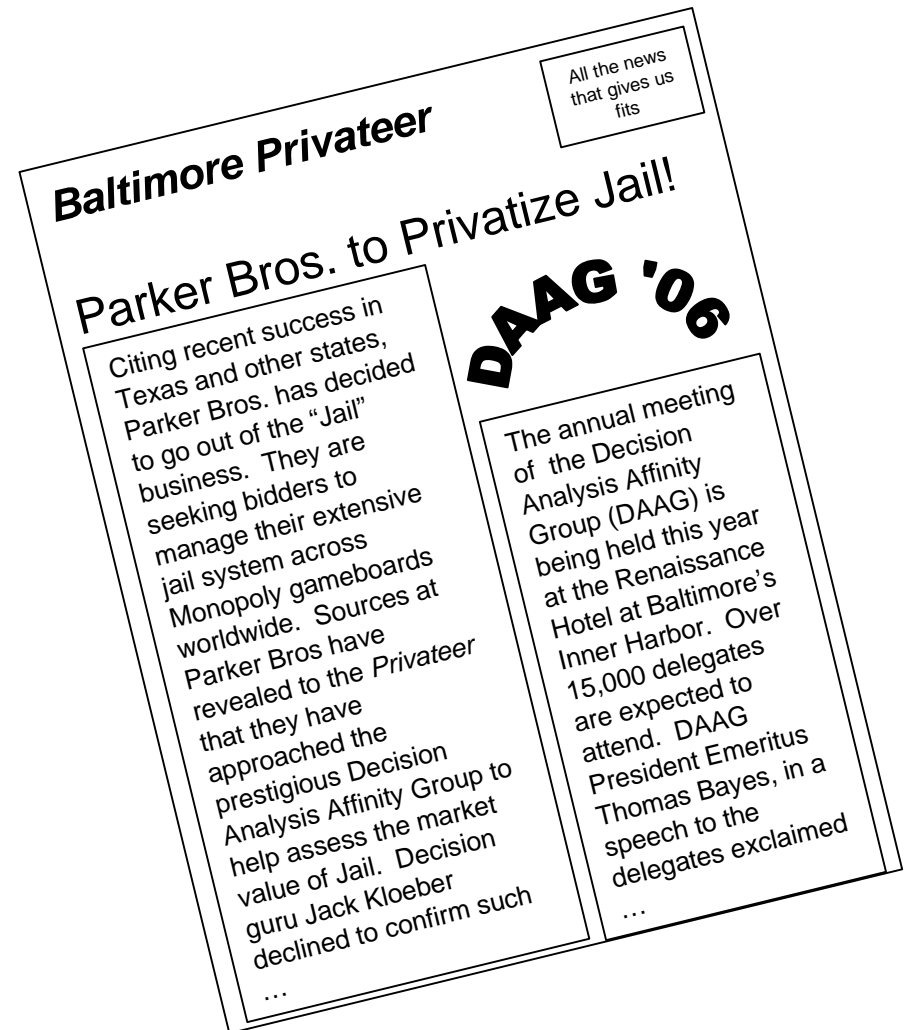 All the news
that gives us
fits
Baltimore Privateer
Parker Bros. to Privatize Jail!
Citing recent success in
Texas and other states,
Parker Bros. has decided
to go out of the “Jail”
business.  They are
seeking bidders to
manage their extensive
jail system across
Monopoly gameboards
worldwide.  Sources at
Parker Bros have
revealed to the Privateer
that they have
approached the
prestigious Decision
Analysis Affinity Group to
help assess the market
value of Jail.  Decision
guru Jack Kloeber
declined to confirm such
…
DAAG '06
The annual meeting
of  the Decision
Analysis Affinity
Group (DAAG) is
being held this year
at the Renaissance
Hotel at Baltimore’s
Inner Harbor.  Over
15,000 delegates
are expected to
attend.  DAAG
President Emeritus
Thomas Bayes, in a
speech to the
delegates exclaimed
…